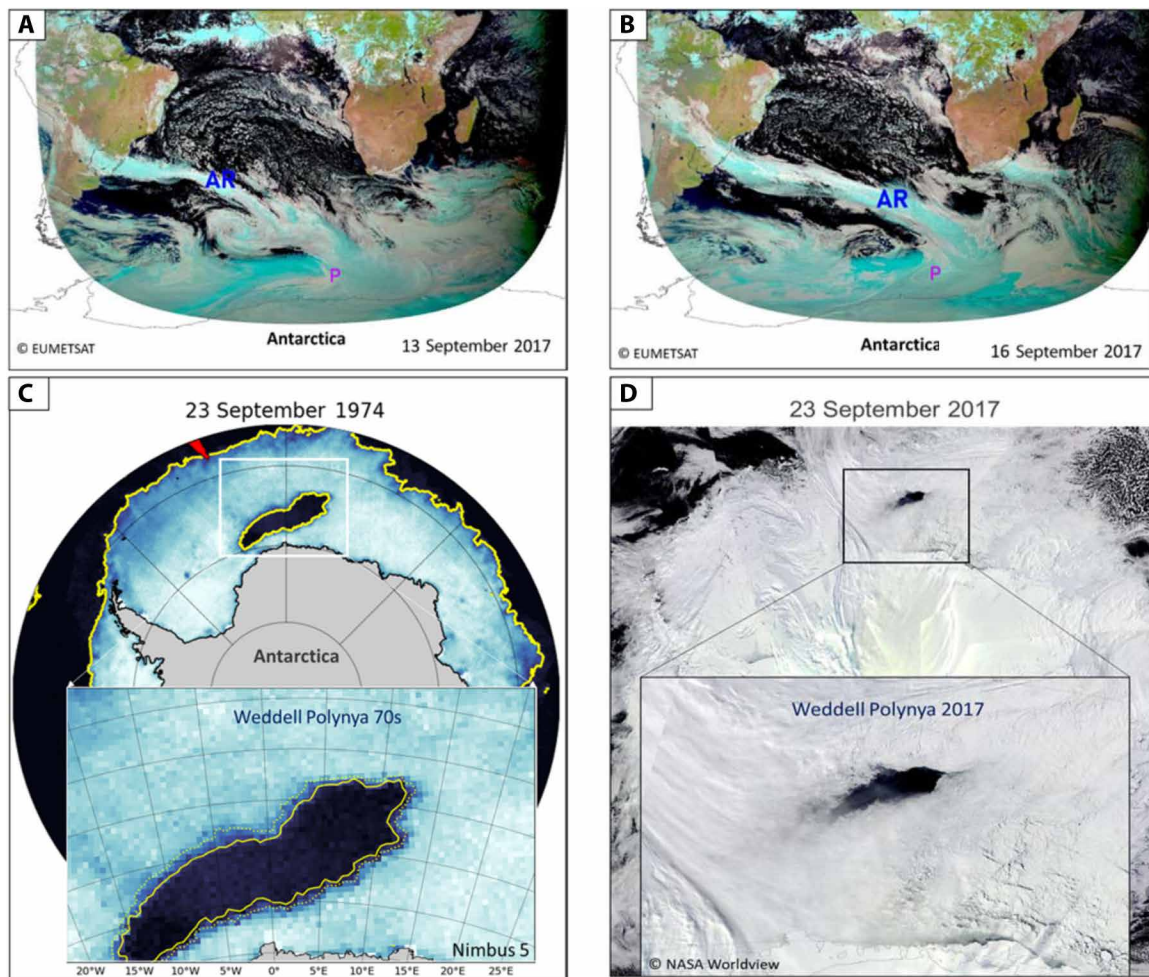 A
AR
P
© EUMETSAT
Antarctica
13 September 2017
B
AR
P
© EUMETSAT
Antarctica
16 September 2017
C
23 September 1974
Antarctica
Weddell Polynya 70s
Nimbus 5
20°W 15°W 10°W 5°W 0° 5°E 10°E 15°E 20°E
D
23 September 2017
Weddell Polynya 2017
© NASA Worldview